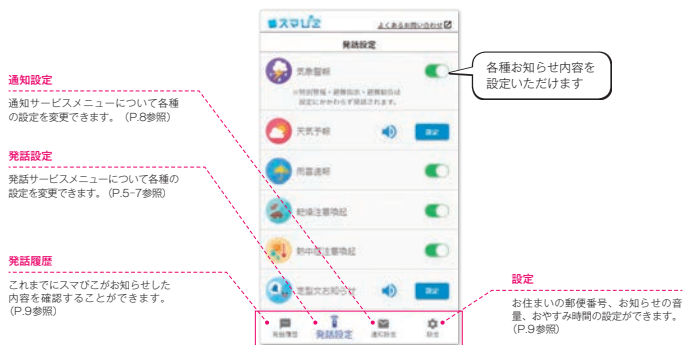 スマぴこ
よくあるお問い合わせ
発話設定
気象警報
※特別警報・避難指示・避難勧告は
設定にかかわらず発話されます。
天気予報
設定
雨雲速報
乾燥注意喚起
熱中症注意喚起
定型文お知らせ
設定
発話履歴
発話設定
通知設定
設定
各種お知らせ内容を
設定いただけます
通知設定
通知サービスメニューについて各種
の設定を変更できます。（P.8参照）
発話設定
発話サービスメニューについて各種の
設定を変更できます。（P.5-7参照）
発話履歴
これまでにスマぴこがお知らせした
内容を確認することができます。
（P.9参照）
設定
お住まいの郵便番号、お知らせの音
量、おやすみ時間の設定ができます。
（P.9参照）